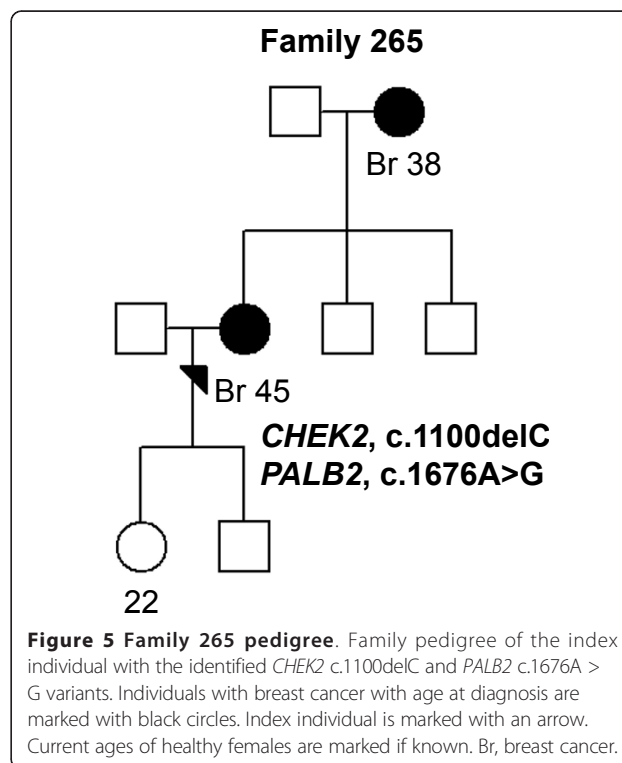 Family 265
Br 38
Br 45
CHEK2, c.1100delC
PALB2, c.1676A>G
22
Figure 5 Family 265 pedigree. Family pedigree of the index
individual with the identified CHEK2 c.1100delC and PALB2 c.1676A >
G variants. Individuals with breast cancer with age at diagnosis are
marked with black circles. Index individual is marked with an arrow.
Current ages of healthy females are marked if known. Br, breast cancer.